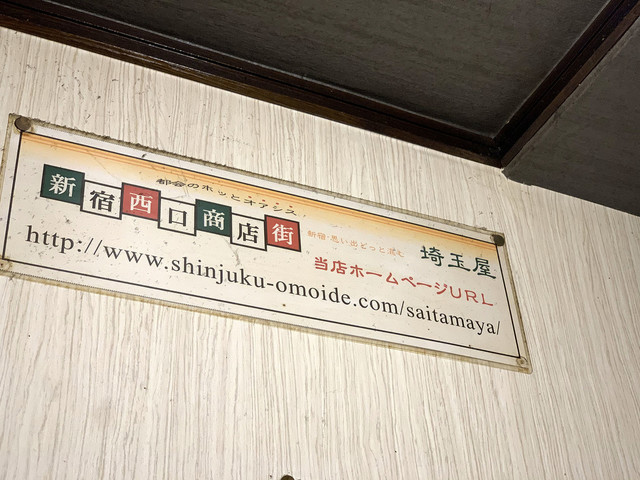 都会のホッとオアシス
新宿西口商店街
新宿・思い出どっと混む
埼玉屋
当店ホームページURL
http://www.shinjuku-omoide.com/saitamaya/